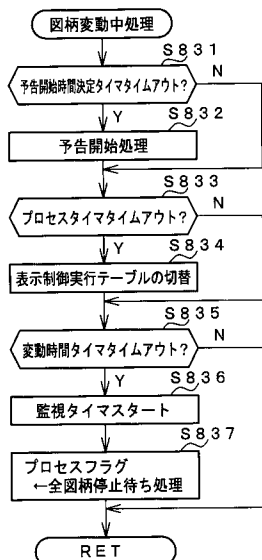 図柄変動中処理
S831
予告開始時間決定タイマタイムアウト?
N
Y
S832
予告開始処理
S833
プロセスタイマタイムアウト?
N
Y
S834
表示制御実行テーブルの切替
S835
変動時間タイマタイムアウト?
N
Y
S836
監視タイマスタート
S837
プロセスフラグ
←全図柄停止待ち処理
RET